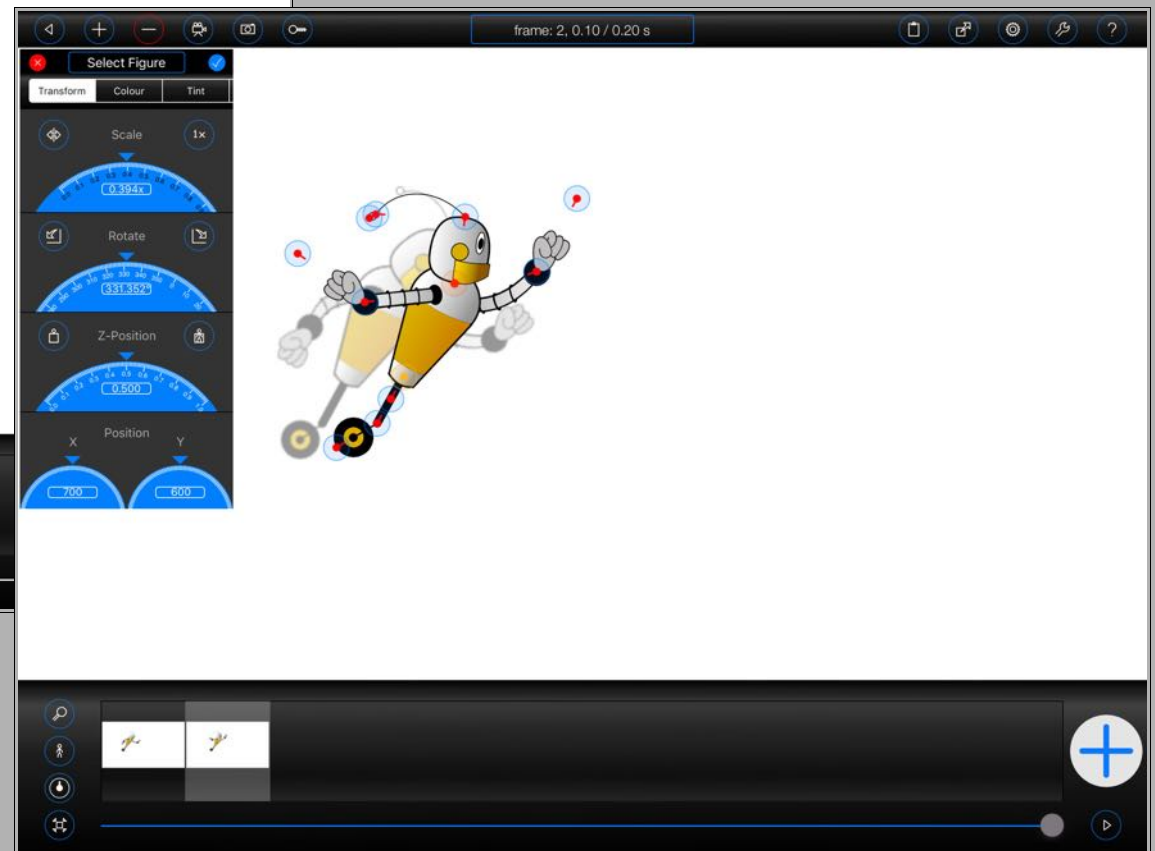 frame: 2, 0.10 / 0.20 s
?
Select Figure
Transform Colour Tint
Scale
1x
0.394x
Rotate
331.352°
Z-Position
0.500
Position
X Y
700 600